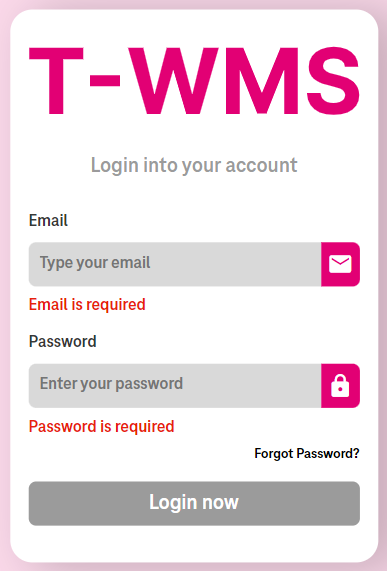 T-WMS
Login into your account
Email
Type your email
Email is required
Password
Enter your password
Password is required
Forgot Password?
Login now